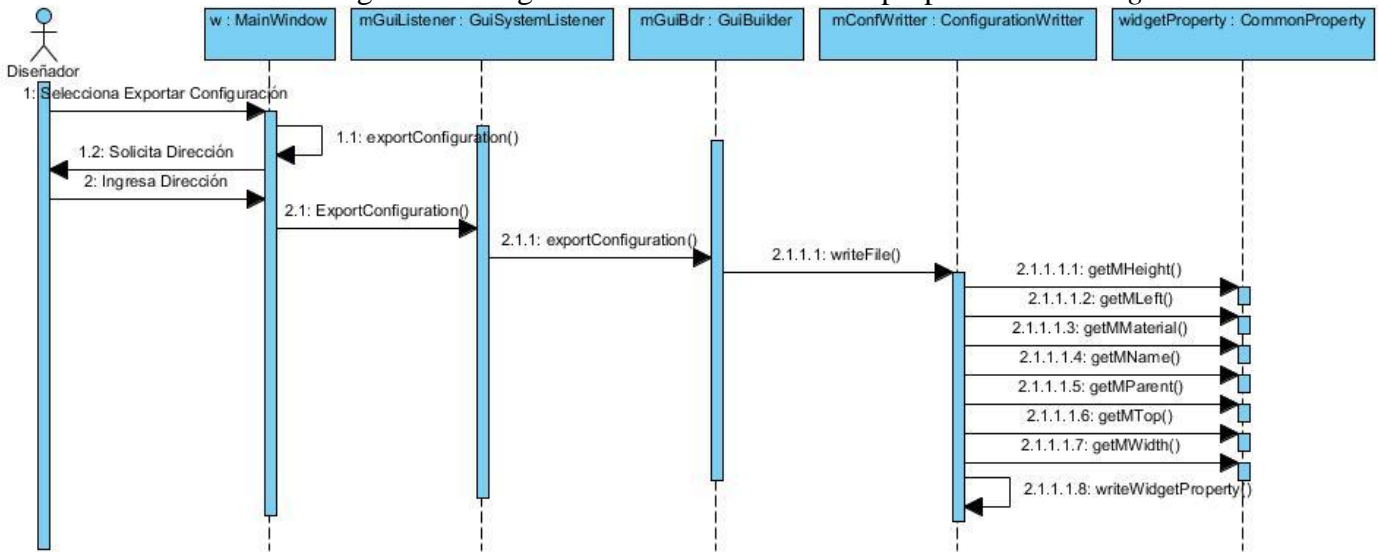 w : MainWindow
mGuiListener : GuiSystemListener
mGuiBdr : GuiBuilder
mConfWritter : ConfigurationWritter
widgetProperty : CommonProperty
Diseñador
1: Selecciona Exportar Configuración
1.1: exportConfiguration()
1.2: Solicita Dirección
2: Ingresa Dirección
2.1: ExportConfiguration()
2.1.1: exportConfiguration()
2.1.1.1: writeFile()
2.1.1.1.1: getMHeight()
2.1.1.1.2: getMLeft()
2.1.1.1.3: getMMaterial()
2.1.1.1.4: getMName()
2.1.1.1.5: getMParent()
2.1.1.1.6: getMTop()
2.1.1.1.7: getMWidth()
2.1.1.1.8: writeWidgetProperty()